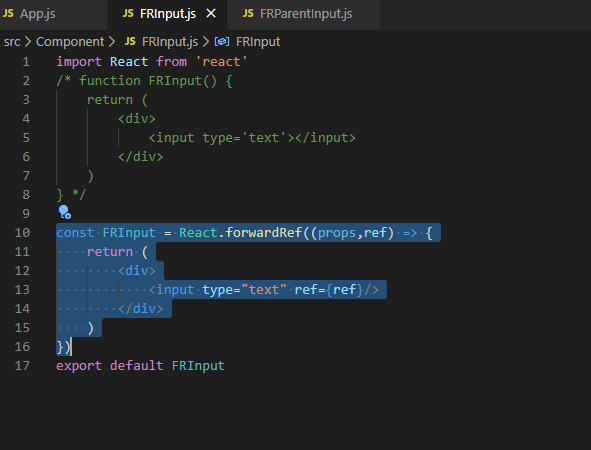 JS App.js JS FRInput.js × JS FRParentInput.js
src > Component > JS FRInput.js > FRInput
1 import React from 'react'
2 /* function FRInput() {
3 return (
4 <div>
5 <input type='text'></input>
6 </div>
7 )
8 } */
9
10 const FRInput = React.forwardRef((props,ref) => {
11 return (
12 <div>
13 <input type="text" ref={ref}/>
14 </div>
15 )
16 })
17 export default FRInput